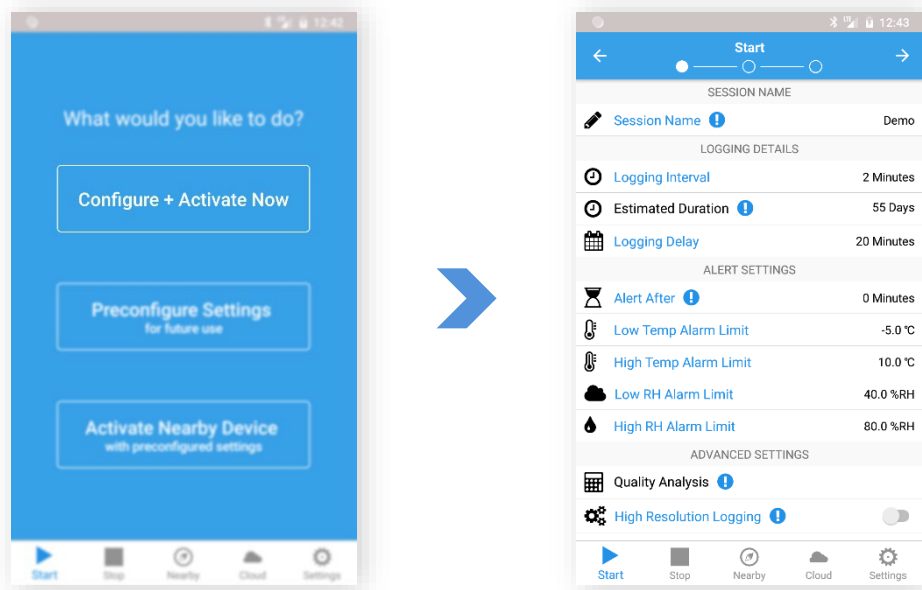 12:42
What would you like to do?
Configure + Activate Now
Preconfigure Settings
for future use
Activate Nearby Device
with preconfigured settings
Start Stop Nearby Cloud Settings
LTE 12:43
Start
SESSION NAME
Session Name ! Demo
LOGGING DETAILS
Logging Interval 2 Minutes
Estimated Duration ! 55 Days
Logging Delay 20 Minutes
ALERT SETTINGS
Alert After ! 0 Minutes
Low Temp Alarm Limit -5.0 °C
High Temp Alarm Limit 10.0 °C
Low RH Alarm Limit 40.0 %RH
High RH Alarm Limit 80.0 %RH
ADVANCED SETTINGS
Quality Analysis !
High Resolution Logging !
Start Stop Nearby Cloud Settings